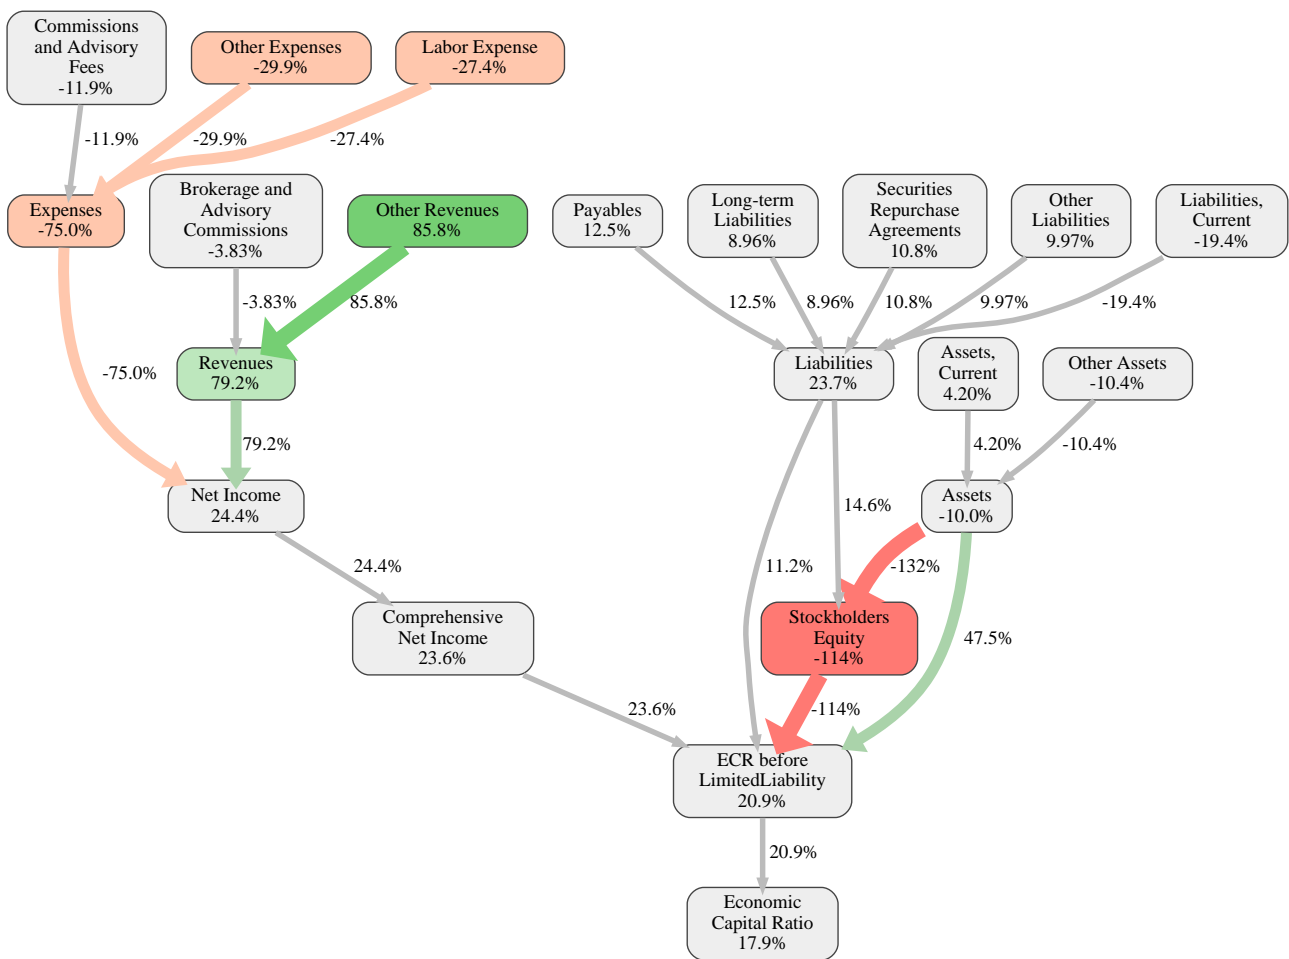 Commissions
and Advisory
Fees
-11.9%
Other Expenses
-29.9%
Labor Expense
-27.4%
-11.9%
-29.9%
-27.4%
Expenses
-75.0%
Brokerage and
Advisory
Commissions
-3.83%
Other Revenues
85.8%
Payables
12.5%
Long-term
Liabilities
8.96%
Securities
Repurchase
Agreements
10.8%
Other
Liabilities
9.97%
Liabilities,
Current
-19.4%
-3.83%
85.8%
12.5%
8.96%
10.8%
9.97%
-19.4%
-75.0%
Revenues
79.2%
Liabilities
23.7%
Assets,
Current
4.20%
Other Assets
-10.4%
79.2%
4.20%
-10.4%
Net Income
24.4%
14.6%
Assets
-10.0%
24.4%
11.2%
-132%
Comprehensive
Net Income
23.6%
Stockholders
Equity
-114%
47.5%
23.6%
-114%
ECR before
LimitedLiability
20.9%
20.9%
Economic
Capital Ratio
17.9%